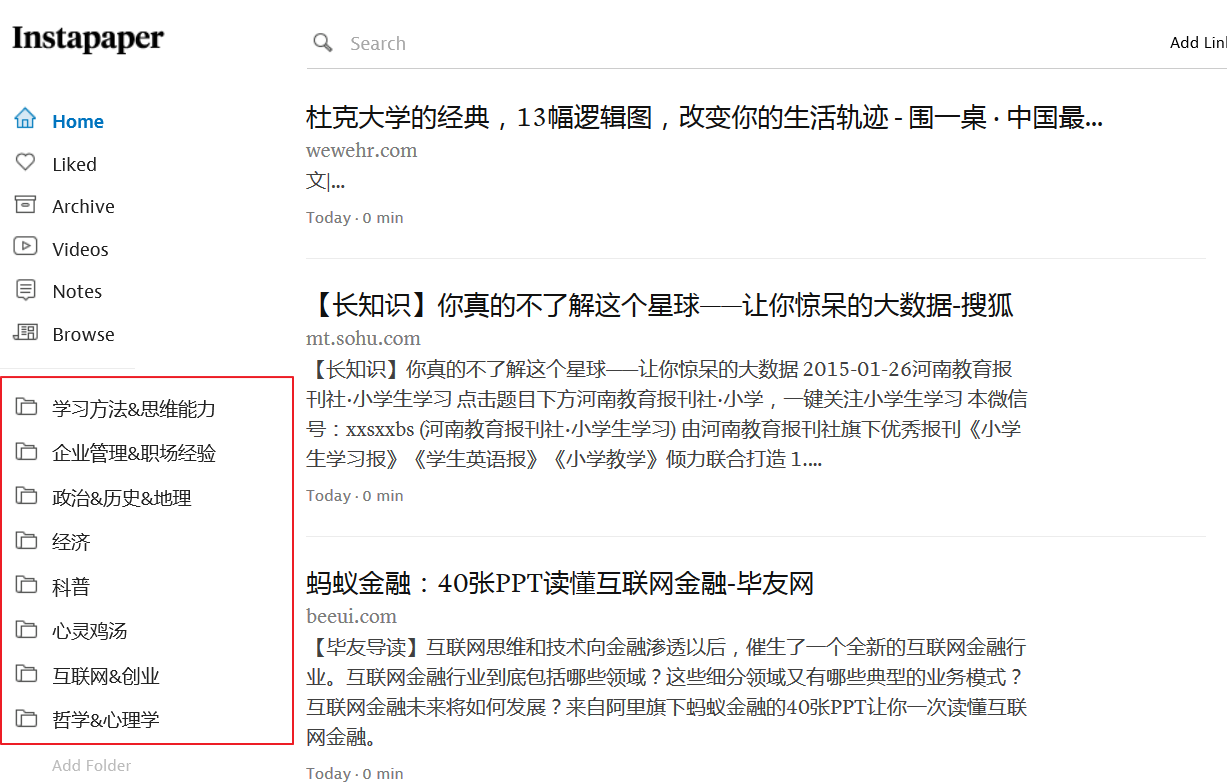 Instapaper
Search
Add Lin
Home
Liked
Archive
Videos
Notes
Browse
学习方法&思维能力
企业管理&职场经验
政治&历史&地理
经济
科普
心灵鸡汤
互联网&创业
哲学&心理学
Add Folder
杜克大学的经典，13幅逻辑图，改变你的生活轨迹 - 围一桌 · 中国最...
wewehr.com
文|...
Today · 0 min
【长知识】你真的不了解这个星球——让你惊呆的大数据-搜狐
mt.sohu.com
【长知识】你真的不了解这个星球——让你惊呆的大数据 2015-01-26河南教育报
刊社·小学生学习 点击题目下方河南教育报刊社·小学，一键关注小学生学习 本微信
号：xxsxxbs (河南教育报刊社·小学生学习) 由河南教育报刊社旗下优秀报刊《小学
生学习报》《学生英语报》《小学教学》倾力联合打造 1....
Today · 0 min
蚂蚁金融：40张PPT读懂互联网金融-毕友网
beeui.com
【毕友导读】互联网思维和技术向金融渗透以后，催生了一个全新的互联网金融行
业。互联网金融行业到底包括哪些领域？这些细分领域又有哪些典型的业务模式？
互联网金融未来将如何发展？来自阿里旗下蚂蚁金融的40张PPT让你一次读懂互联
网金融。
Today · 0 min